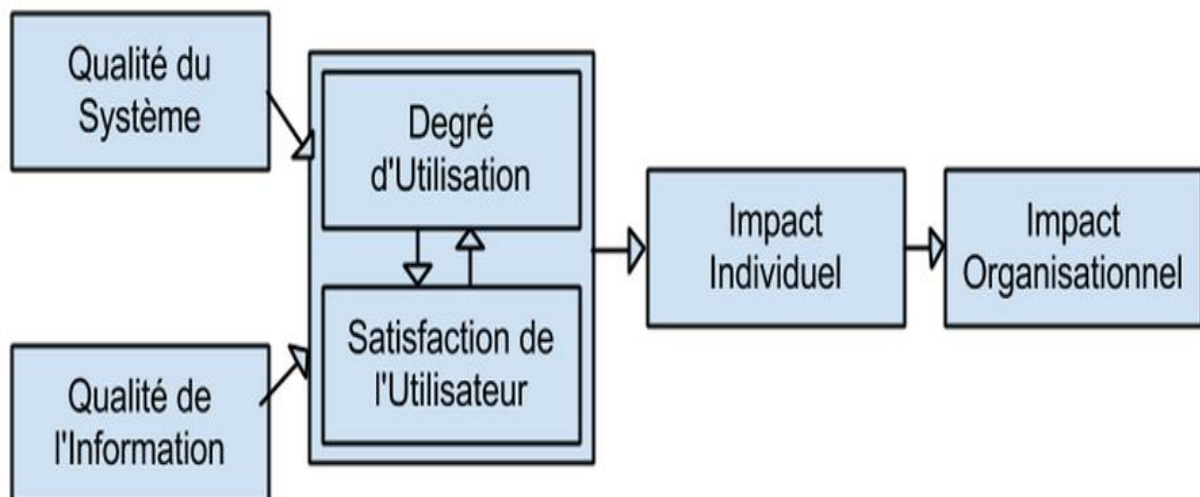 Qualité du
Système
Qualité de
l'Information
Degré
d'Utilisation
Satisfaction de
l'Utilisateur
Impact
Individuel
Impact
Organisationnel